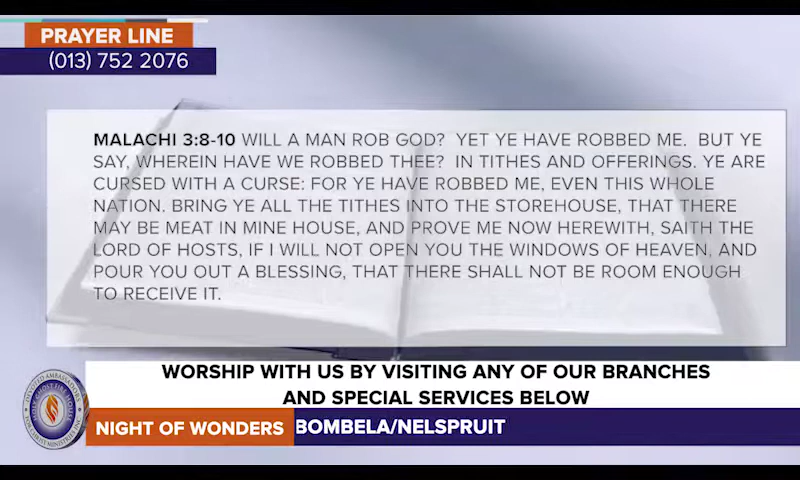 PRAYER LINE
(013) 752 2076
MALACHI 3:8-10 WILL A MAN ROB GOD? YET YE HAVE ROBBED ME. BUT YE
SAY, WHEREIN HAVE WE ROBBED THEE? IN TITHES AND OFFERINGS. YE ARE
CURSED WITH A CURSE: FOR YE HAVE ROBBED ME, EVEN THIS WHOLE
NATION. BRING YE ALL THE TITHES INTO THE STOREHOUSE, THAT THERE
MAY BE MEAT IN MINE HOUSE, AND PROVE ME NOW HEREWITH, SAITH THE
LORD OF HOSTS, IF I WILL NOT OPEN YOU THE WINDOWS OF HEAVEN, AND
POUR YOU OUT A BLESSING, THAT THERE SHALL NOT BE ROOM ENOUGH
TO RECEIVE IT.
WORSHIP WITH US BY VISITING ANY OF OUR BRANCHES
AND SPECIAL SERVICES BELOW
NIGHT OF WONDERS
BOMBELA/NELSPRUIT